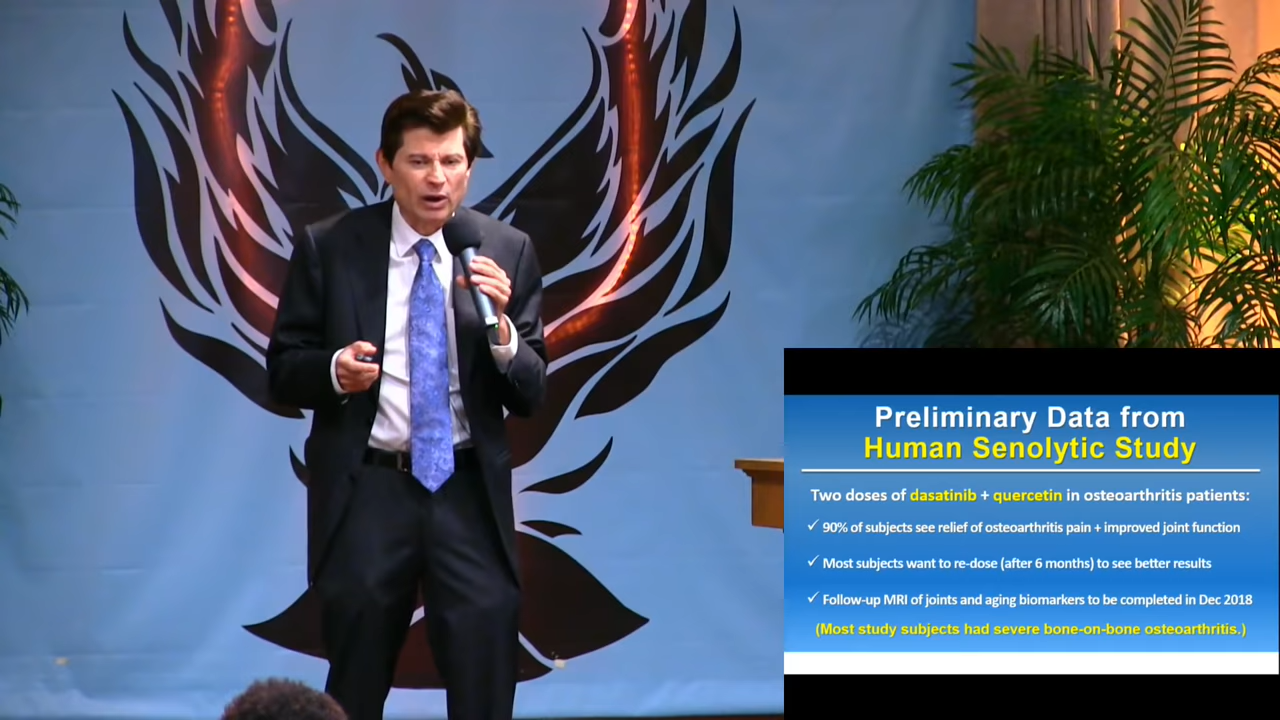 Preliminary Data from
Human Senolytic Study
Two doses of dasatinib + quercetin in osteoarthritis patients:
✓ 90% of subjects see relief of osteoarthritis pain + improved joint function
✓ Most subjects want to re-dose (after 6 months) to see better results
✓ Follow-up MRI of joints and aging biomarkers to be completed in Dec 2018
(Most study subjects had severe bone-on-bone osteoarthritis.)